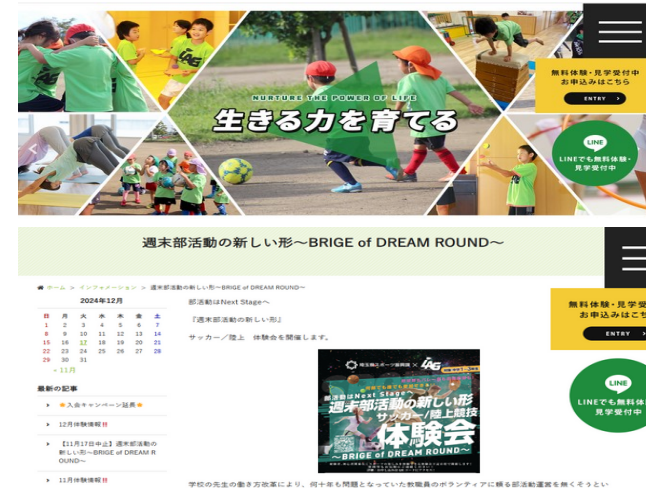 NURTURE THE POWER OF LIFE
生きる力を育てる
無料体験・見学受付中
お申込みはこちら
ENTRY >
LINE
LINEでも無料体験・
見学受付中
週末部活動の新しい形～BRIGE of DREAM ROUND～
ホーム > インフォメーション > 週末部活動の新しい形～BRIGE of DREAM ROUND～
2024年12月
日 月 火 水 木 金 土
1 2 3 4 5 6 7
8 9 10 11 12 13 14
15 16 17 18 19 20 21
22 23 24 25 26 27 28
29 30 31
« 11月
最新の記事
入会キャンペーン延長
12月体験情報‼
【11月17日中止】週末部活動の
新しい形～BRIGE of DREAM R
OUND～
11月体験情報‼
部活動はNext Stageへ
『週末部活動の新しい形』
サッカー／陸上　体験会を開催します。
部活動はNext Stageへ
週末部活動の新しい形
サッカー/陸上競技
体験会
学校の先生の働き方改革により、何十年も問題となっていた教職員のボランティアに頼る部活動運営を無くそうとい
無料体験・見学受
お申込みはこち
ENTRY >
LINE
LINEでも無料体
見学受付中